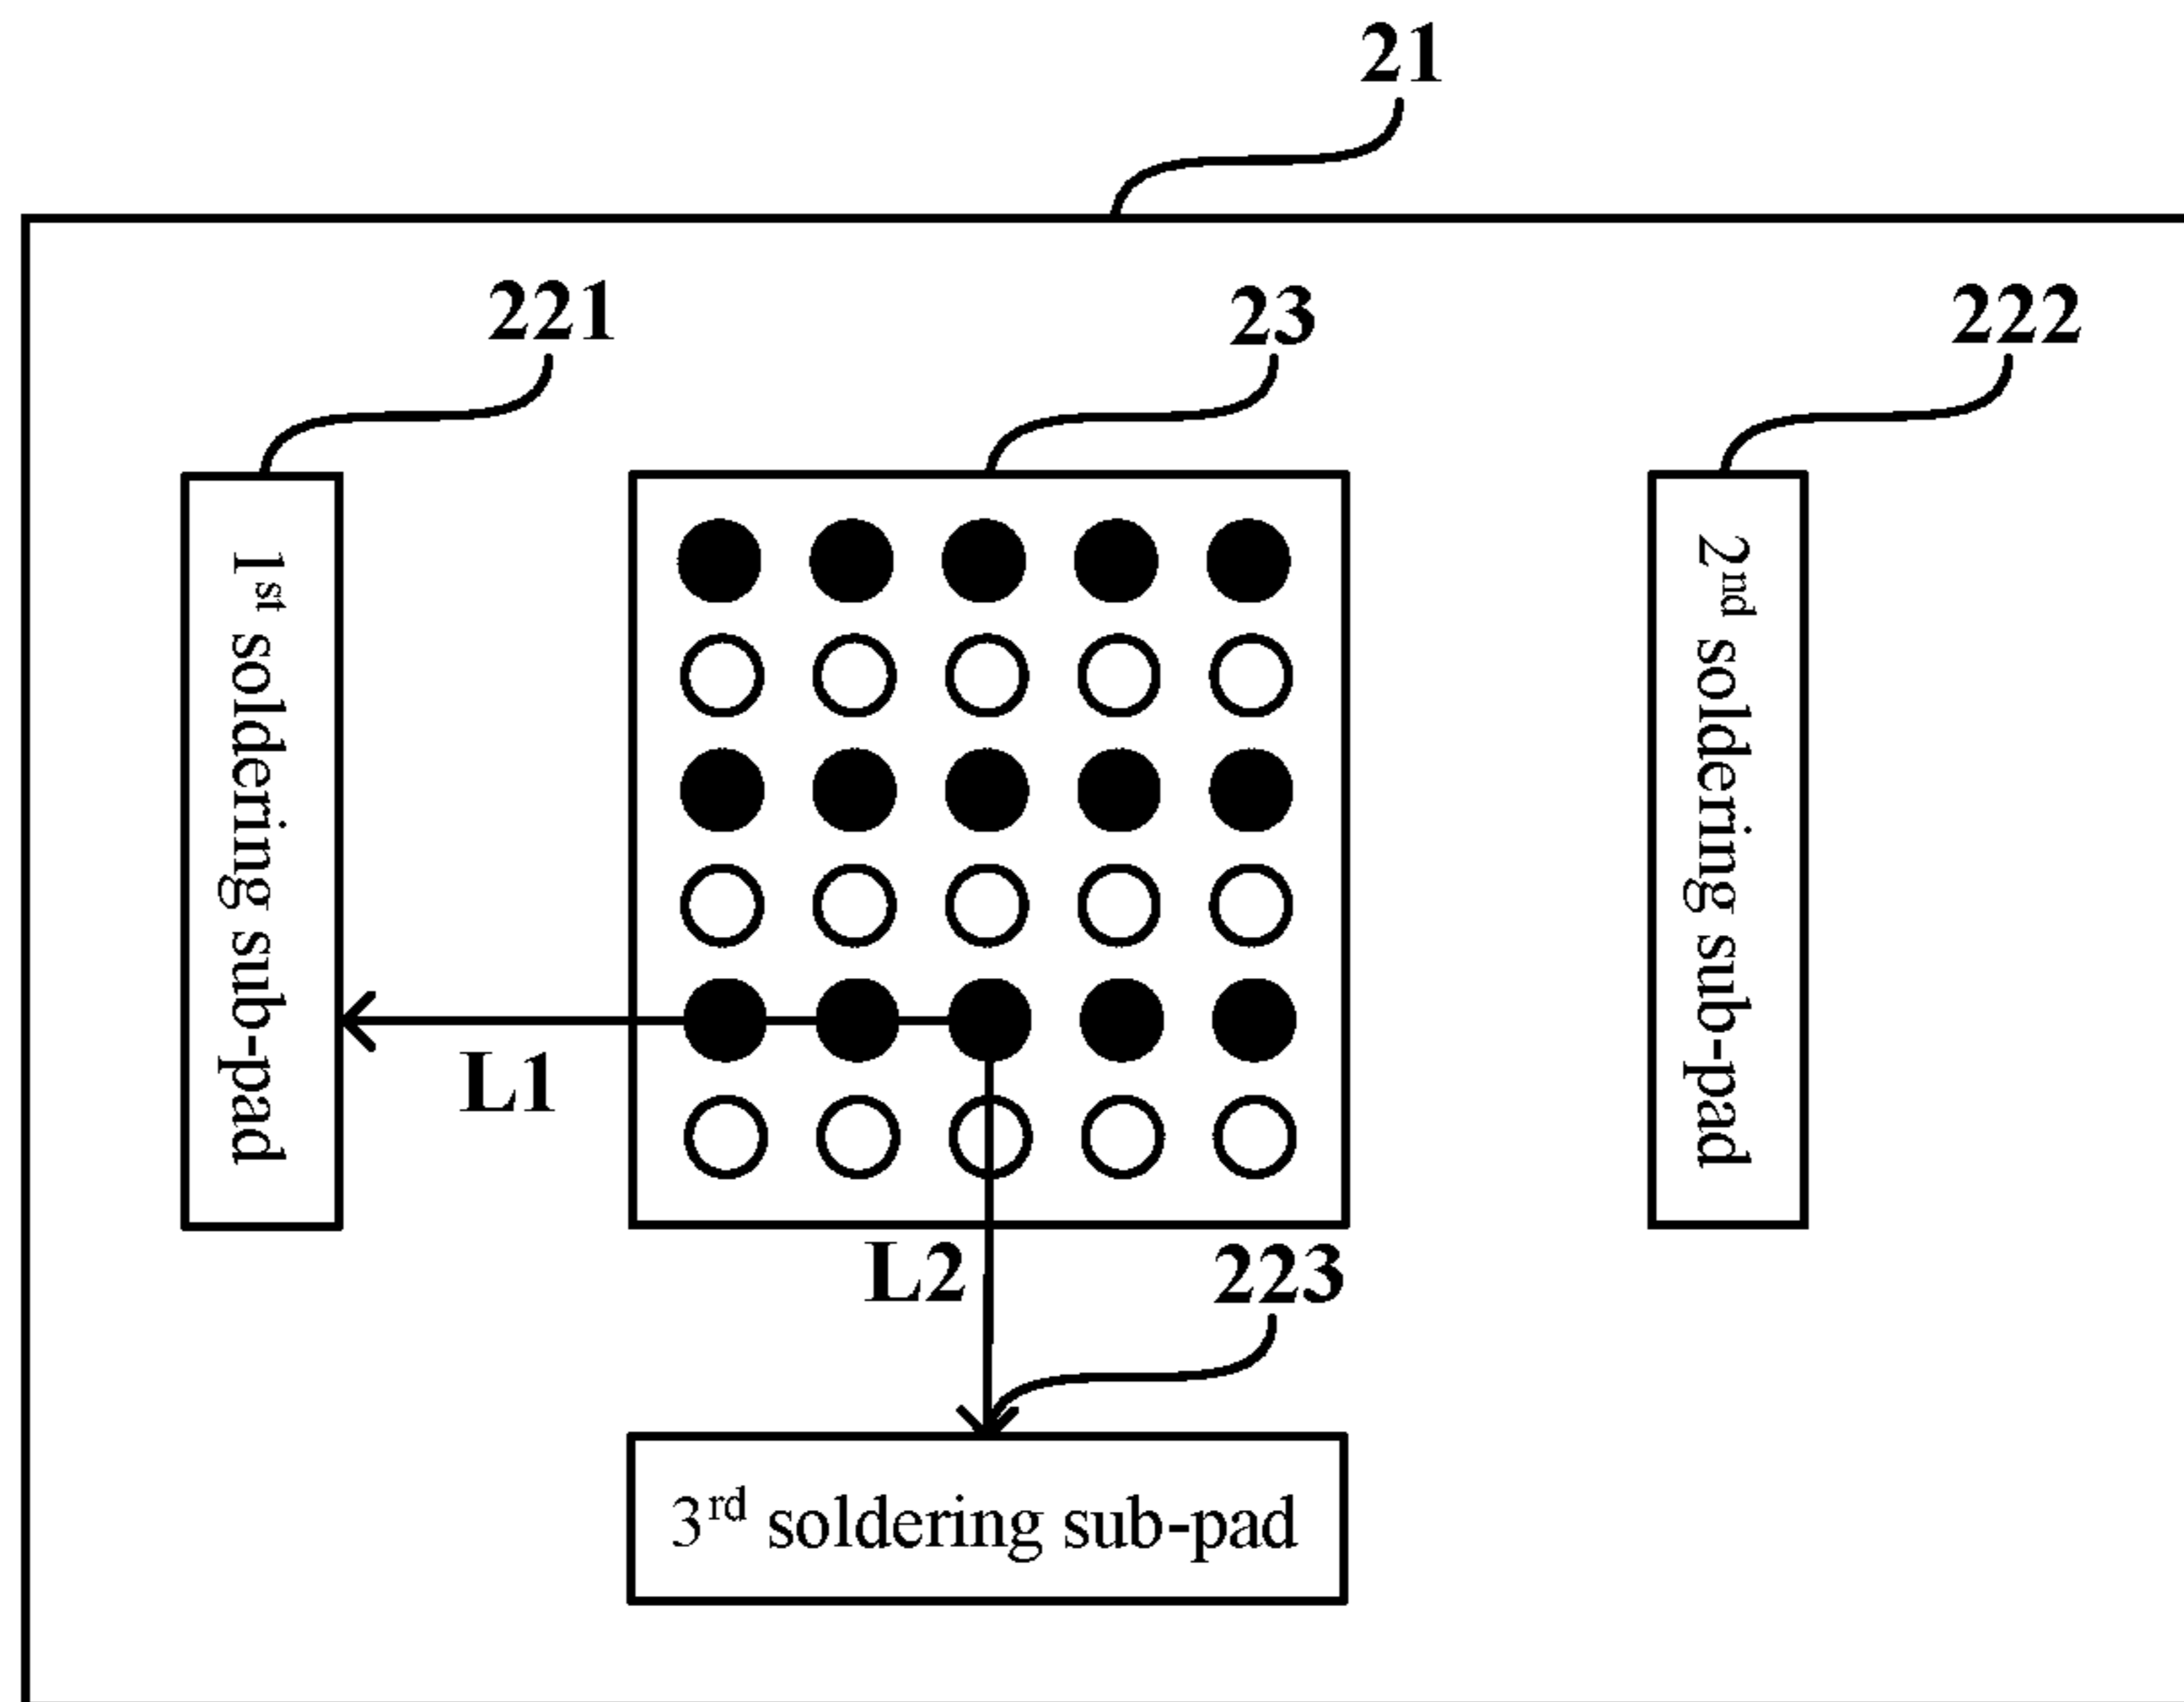 21
221
23
222
1st soldering sub-pad
2nd soldering sub-pad
L1
L2
223
3rd soldering sub-pad